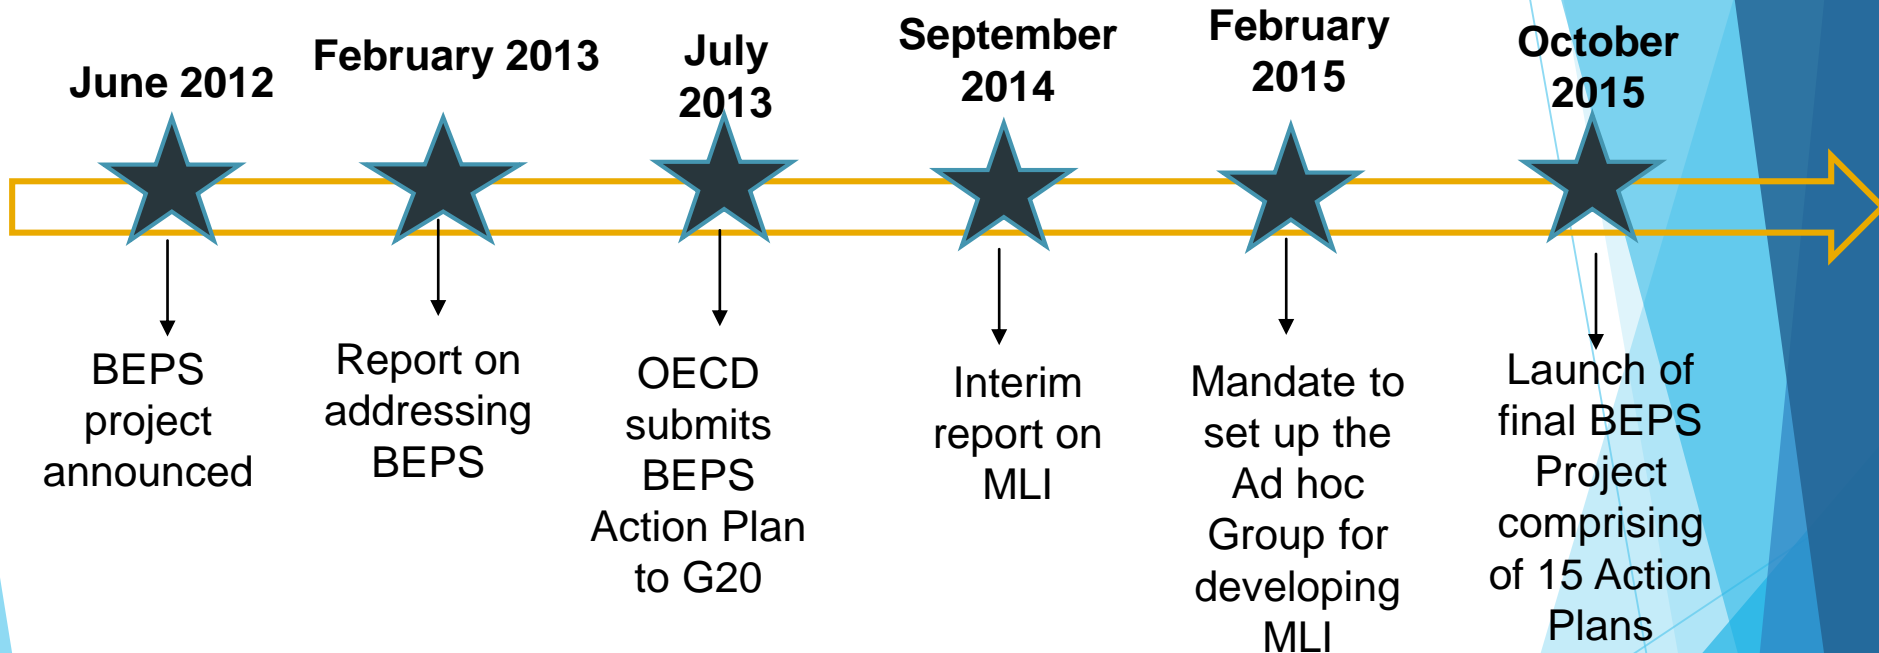 June 2012
February 2013
July
2013
September
2014
February
2015
October
2015
BEPS
project
announced
Report on
addressing
BEPS
OECD
submits
BEPS
Action Plan
to G20
Interim
report on
MLI
Mandate to
set up the
Ad hoc
Group for
developing
MLI
Launch of
final BEPS
Project
comprising
of 15 Action
Plans